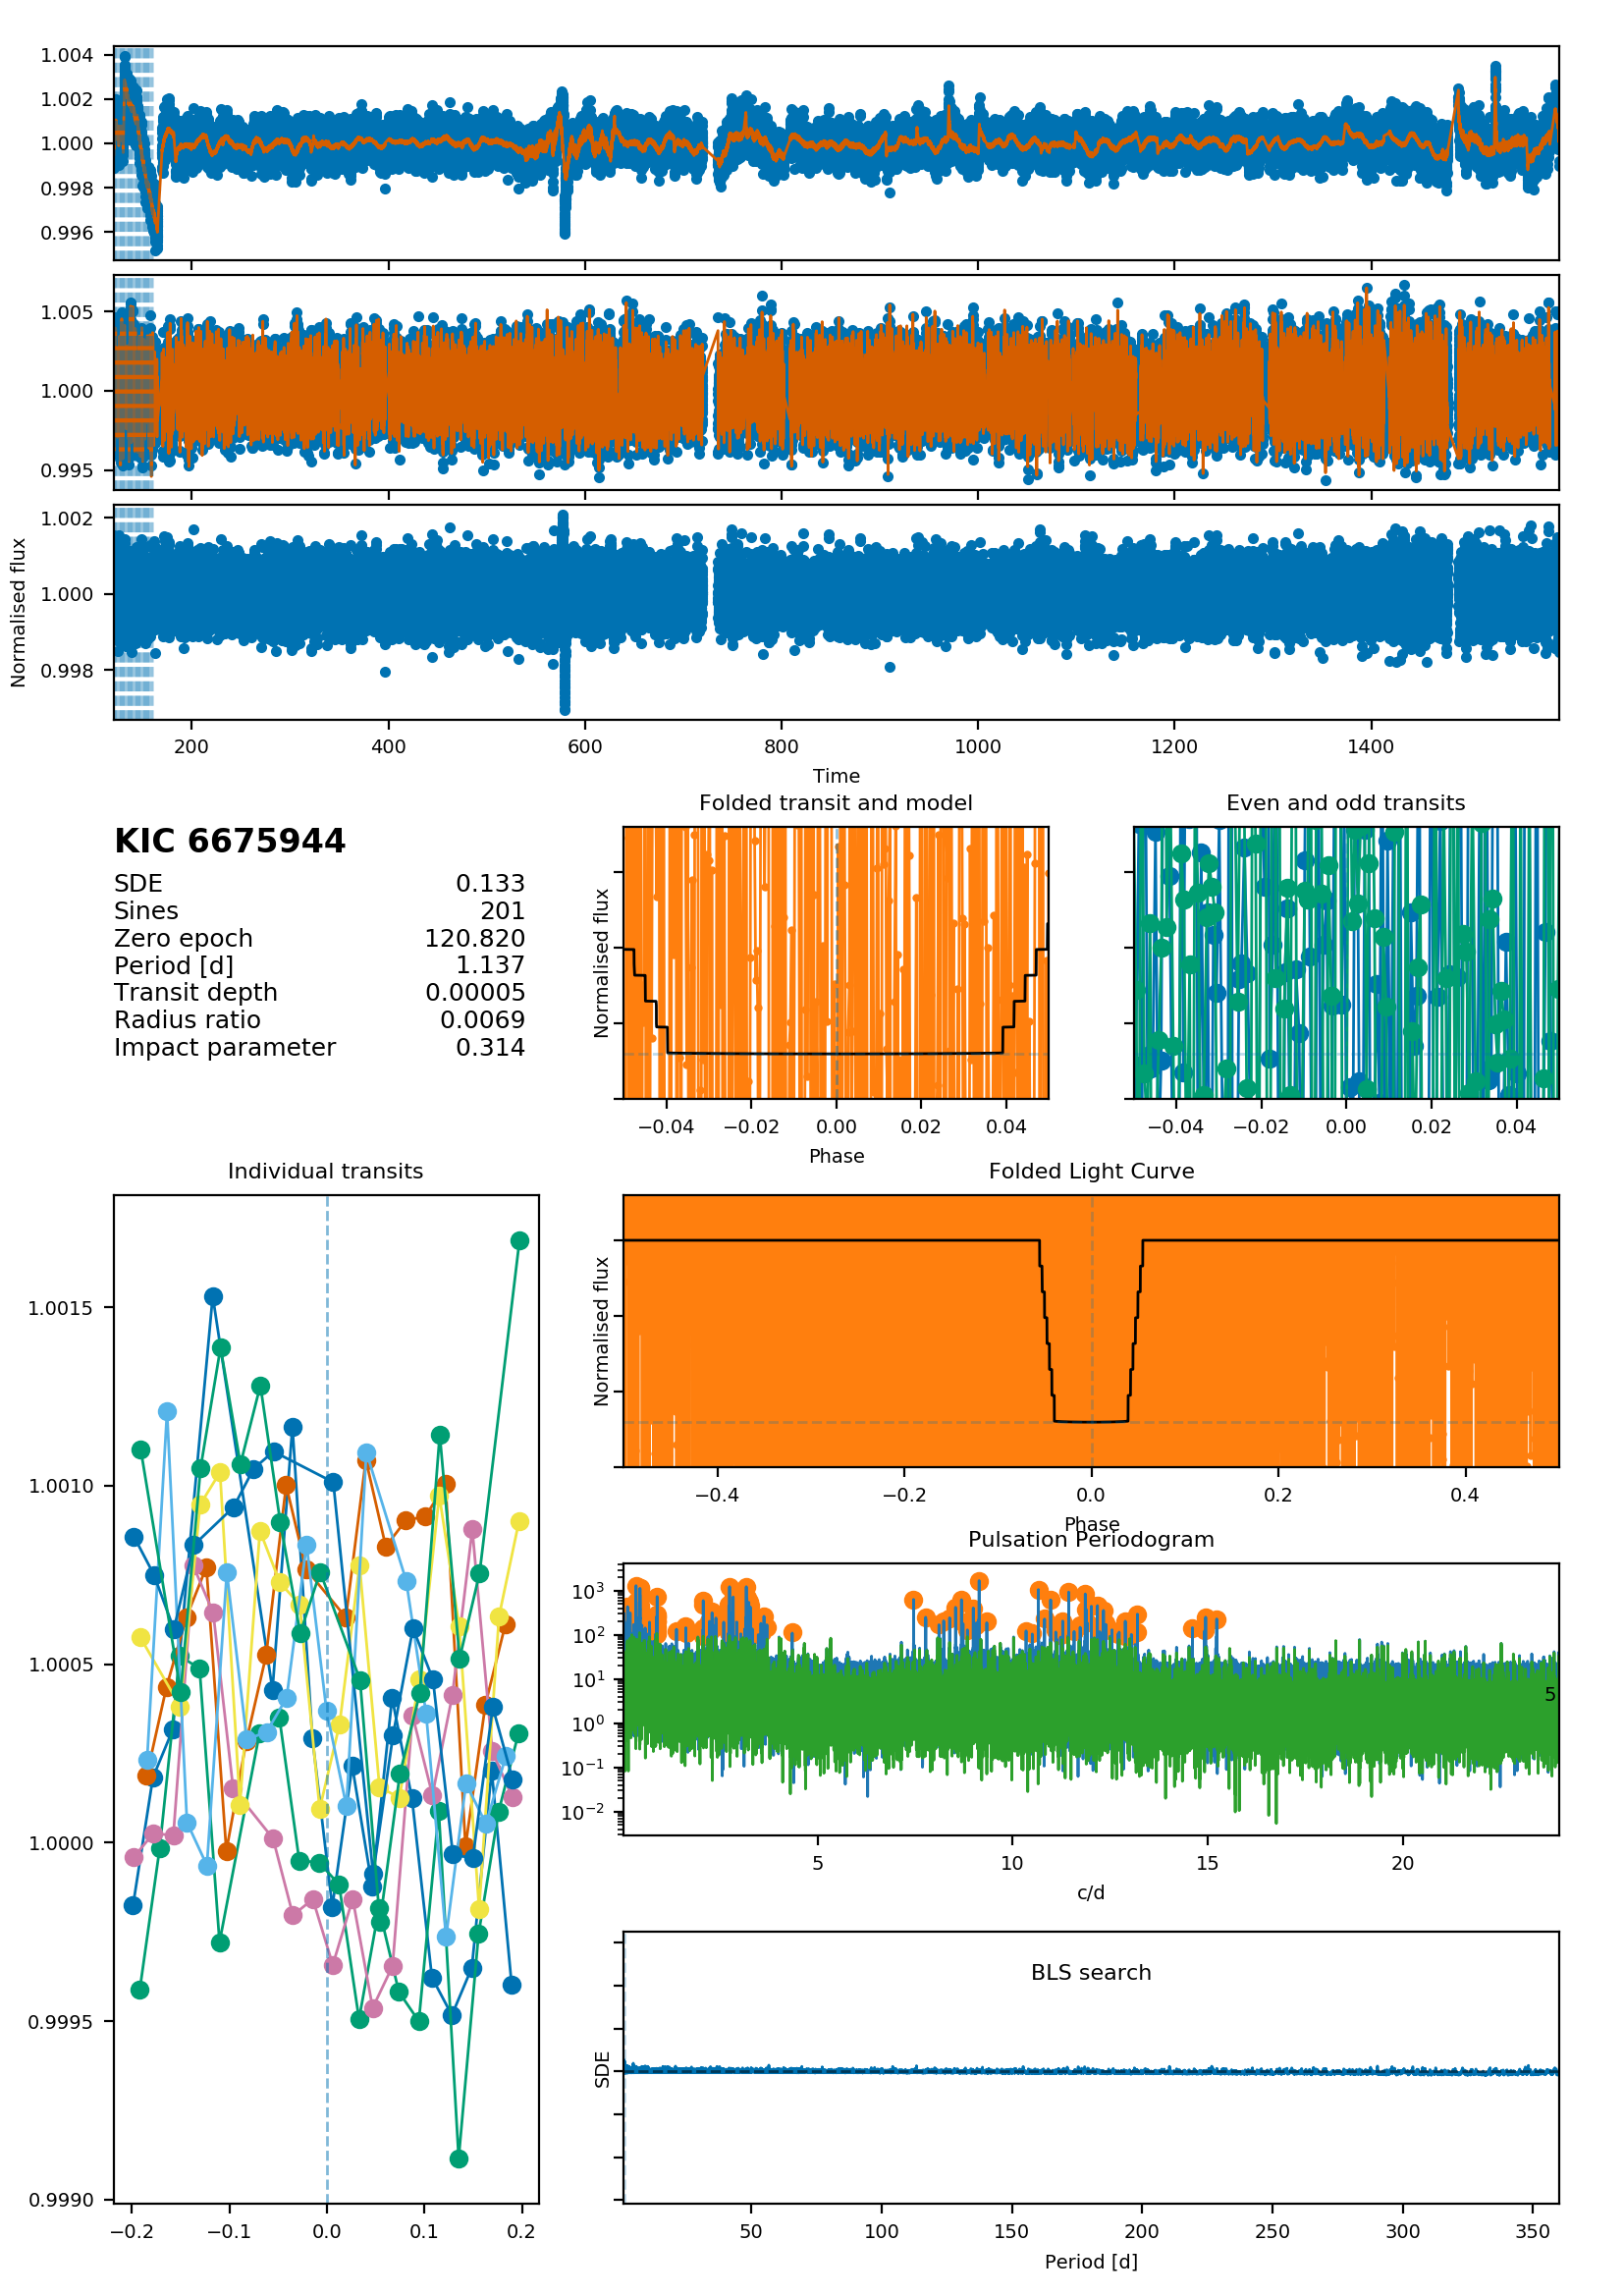 1.004
1.002
1.000
0.998
0.996
1.005
1.000
0.995
1.002
1.000
0.998
Normalised flux
200 400 600 800 1000 1200 1400
Time
KIC 6675944
SDE 0.133
Sines 201
Zero epoch 120.820
Period [d] 1.137
Transit depth 0.00005
Radius ratio 0.0069
Impact parameter 0.314
Folded transit and model
Normalised flux
−0.04 −0.02 0.00 0.02 0.04
Phase
Even and odd transits
−0.04 −0.02 0.00 0.02 0.04
Individual transits
1.0015
1.0010
1.0005
1.0000
0.9995
0.9990
−0.2 −0.1 0.0 0.1 0.2
Folded Light Curve
Normalised flux
−0.4 −0.2 0.0 0.2 0.4
Phase
Pulsation Periodogram
10³
10²
10¹
10⁰
10⁻¹
10⁻²
5
5 10 15 20
c/d
BLS search
SDE
50 100 150 200 250 300 350
Period [d]